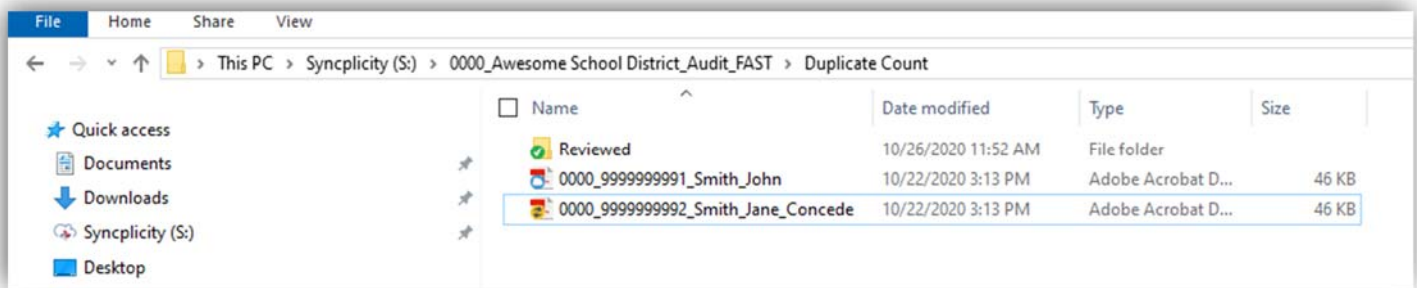 File Home Share View
This PC > Syncplicity (S:) > 0000_Awesome School District_Audit_FAST > Duplicate Count
Name Date modified Type Size
Quick access
Documents
Downloads
Syncplicity (S:)
Desktop
Reviewed 10/26/2020 11:52 AM File folder
0000_9999999991_Smith_John 10/22/2020 3:13 PM Adobe Acrobat D... 46 KB
0000_9999999992_Smith_Jane_Concede 10/22/2020 3:13 PM Adobe Acrobat D... 46 KB